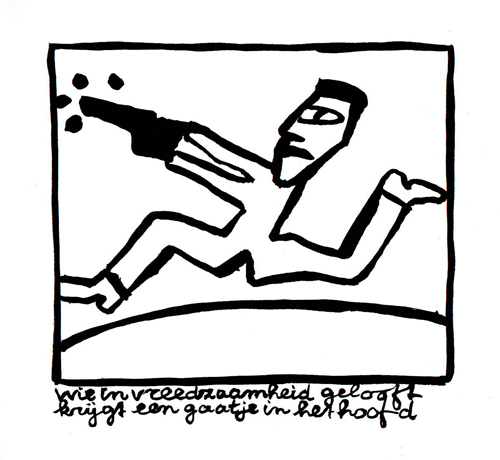 wie in vreedzaamheid gelooft
krijgt een gaatje in het hoofd